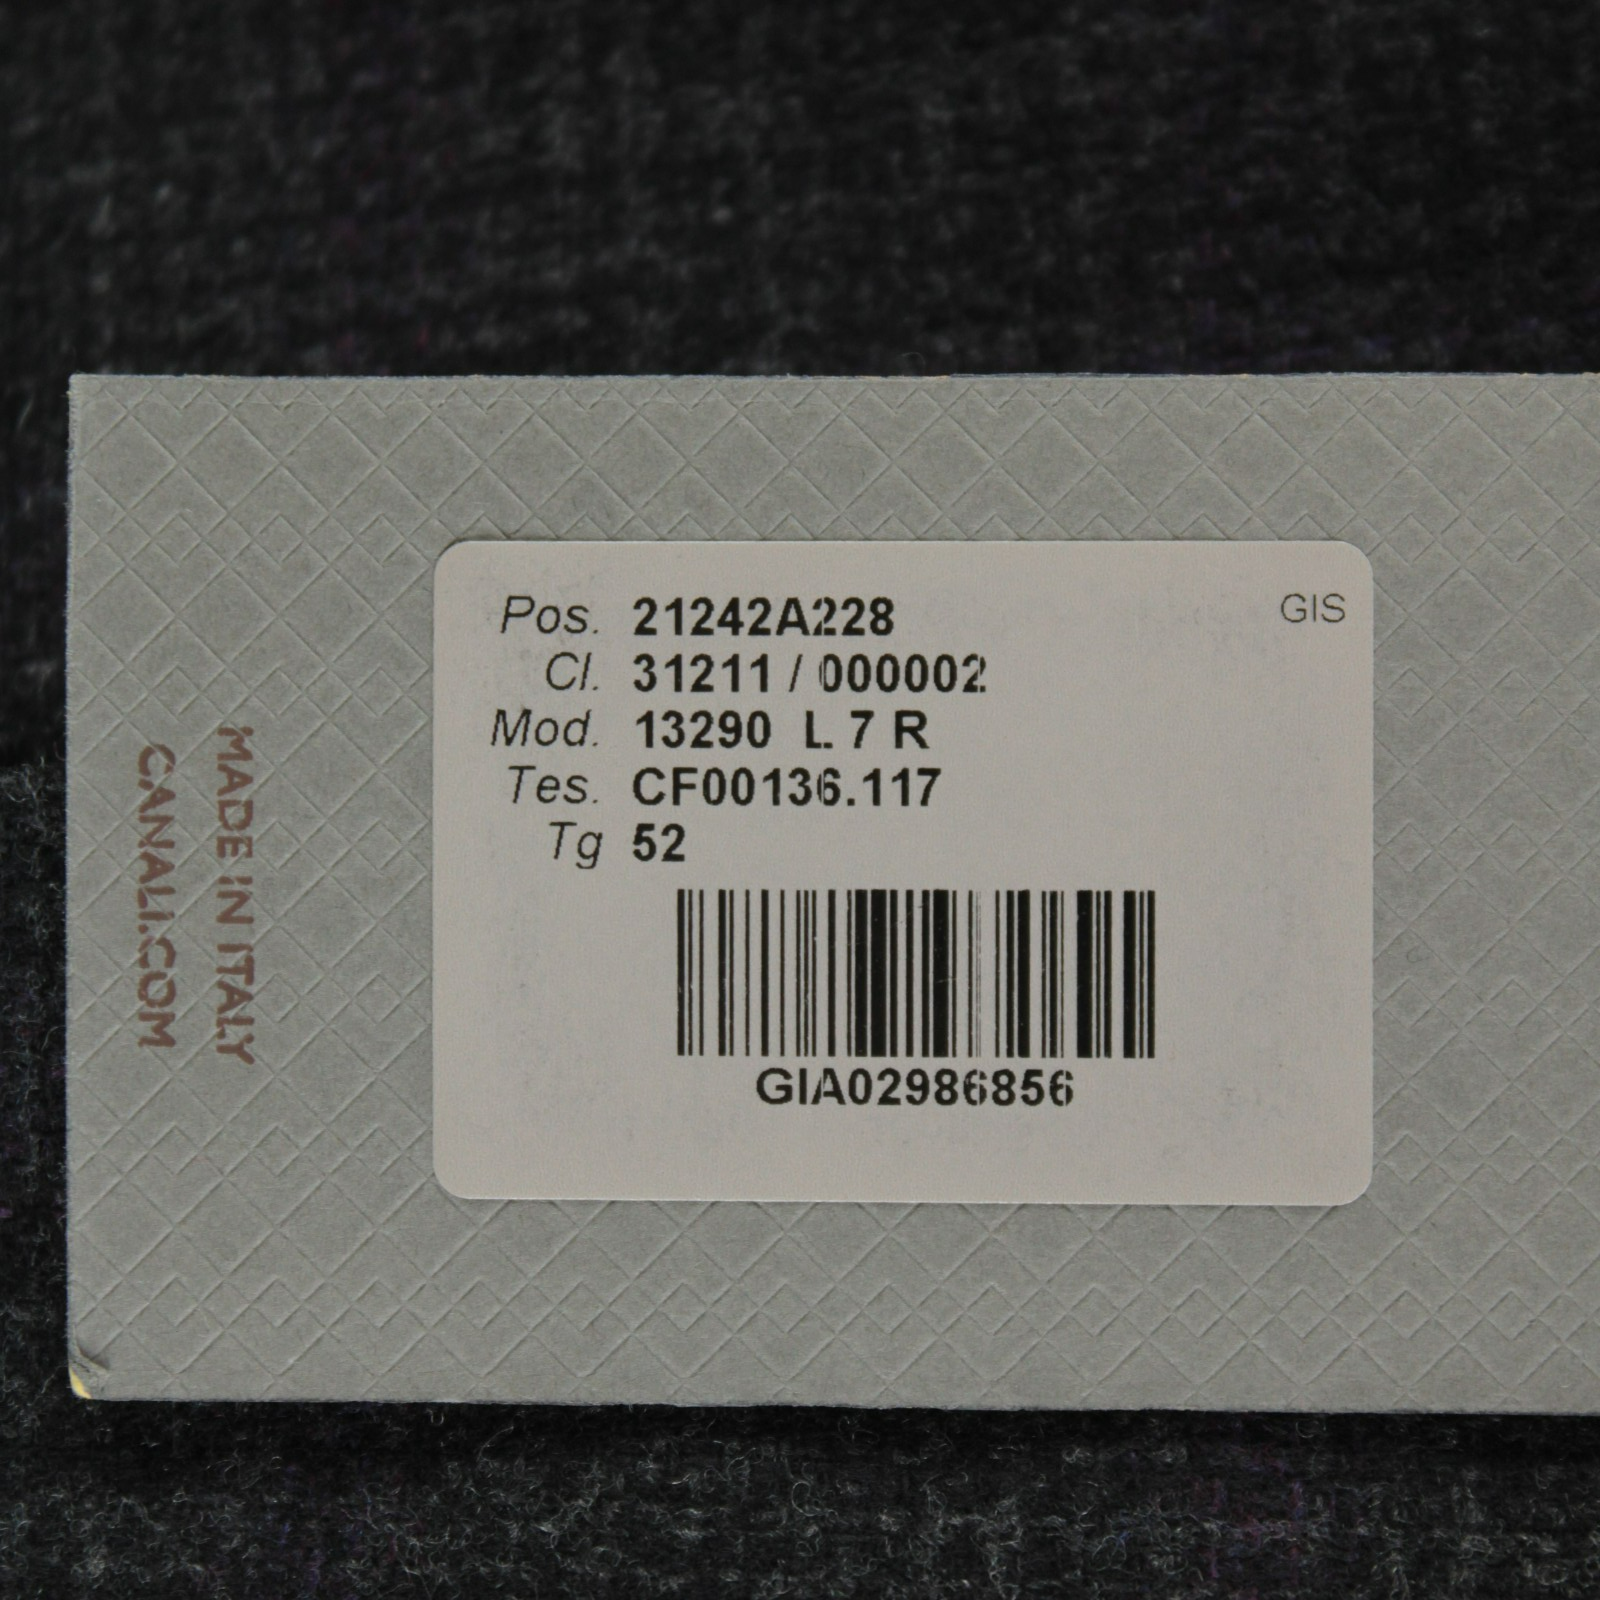 Pos. 21242A228
GIS
Cl. 31211 / 000002
Mod. 13290 L. 7 R
Tes. CF00136.117
Tg 52
GIA02986856
MADE IN ITALY
CANALI.COM